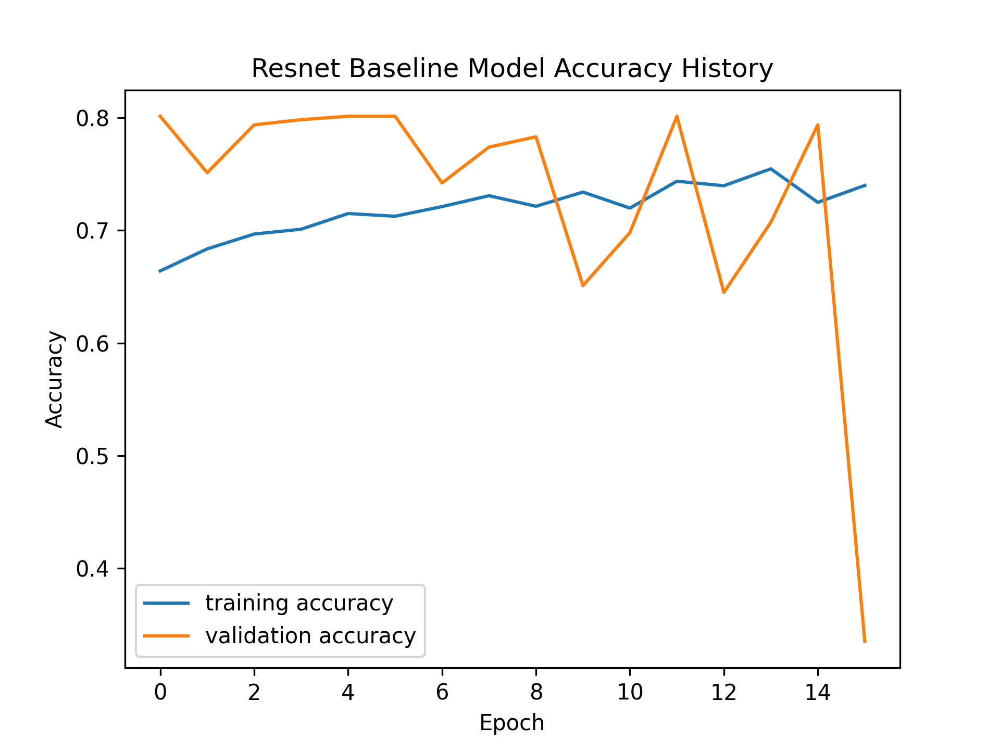 Resnet Baseline Model Accuracy History
Accuracy
0.8
0.7
0.6
0.5
0.4
training accuracy
validation accuracy
0 2 4 6 8 10 12 14
Epoch